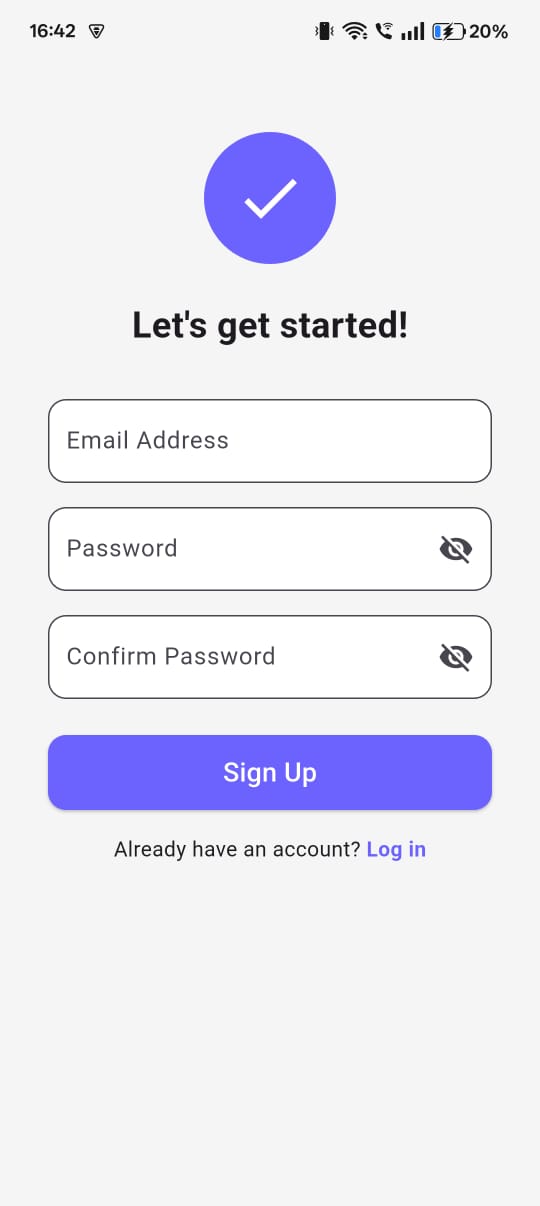 16:42
20%
Let's get started!
Email Address
Password
Confirm Password
Sign Up
Already have an account? Log in